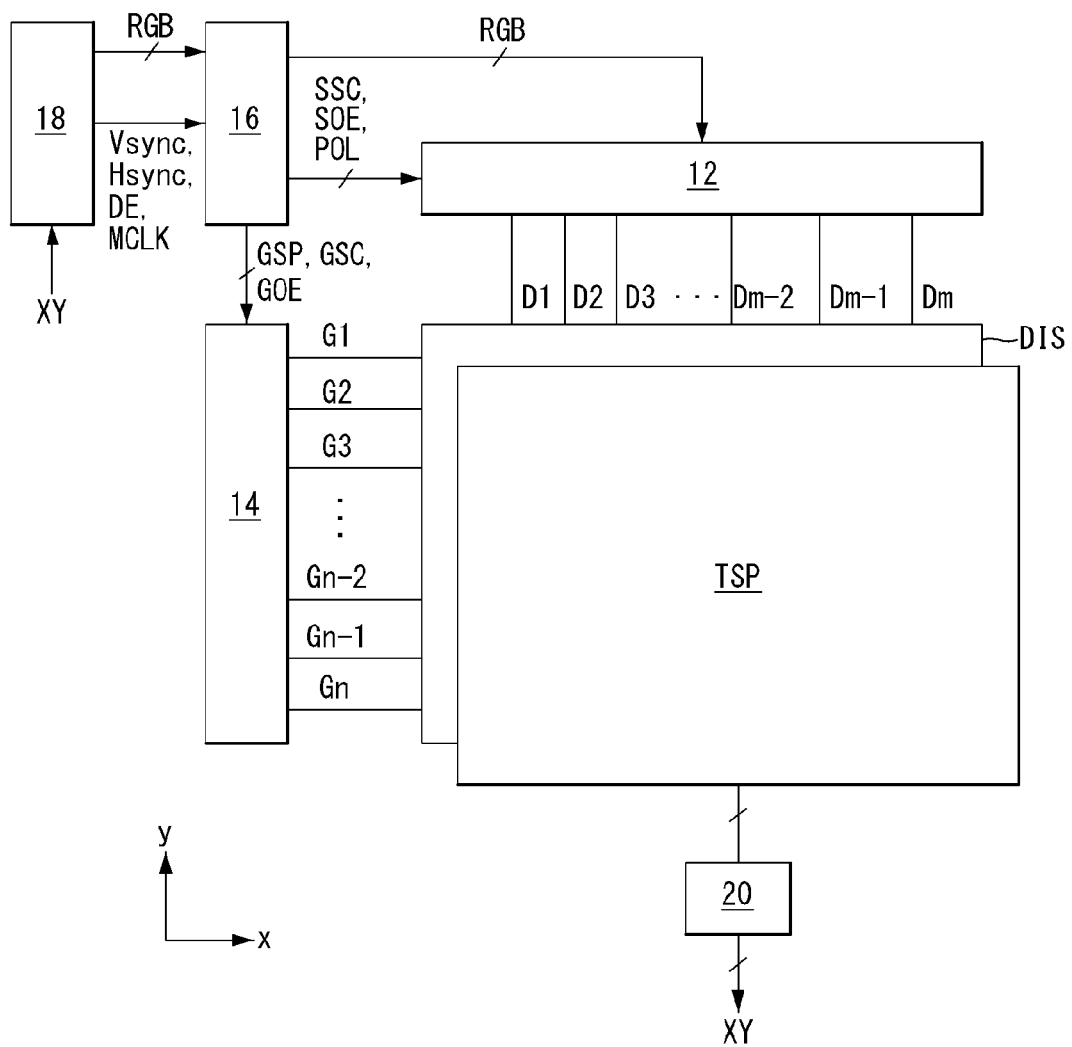 RGB
RGB
18
16
SSC,
SOE,
POL
Vsync,
Hsync,
DE,
MCLK
12
GSP, GSC,
GOE
XY
D1 D2 D3 ··· Dm-2 Dm-1 Dm
DIS
G1
G2
G3
14
Gn-2
Gn-1
Gn
TSP
y
x
20
XY